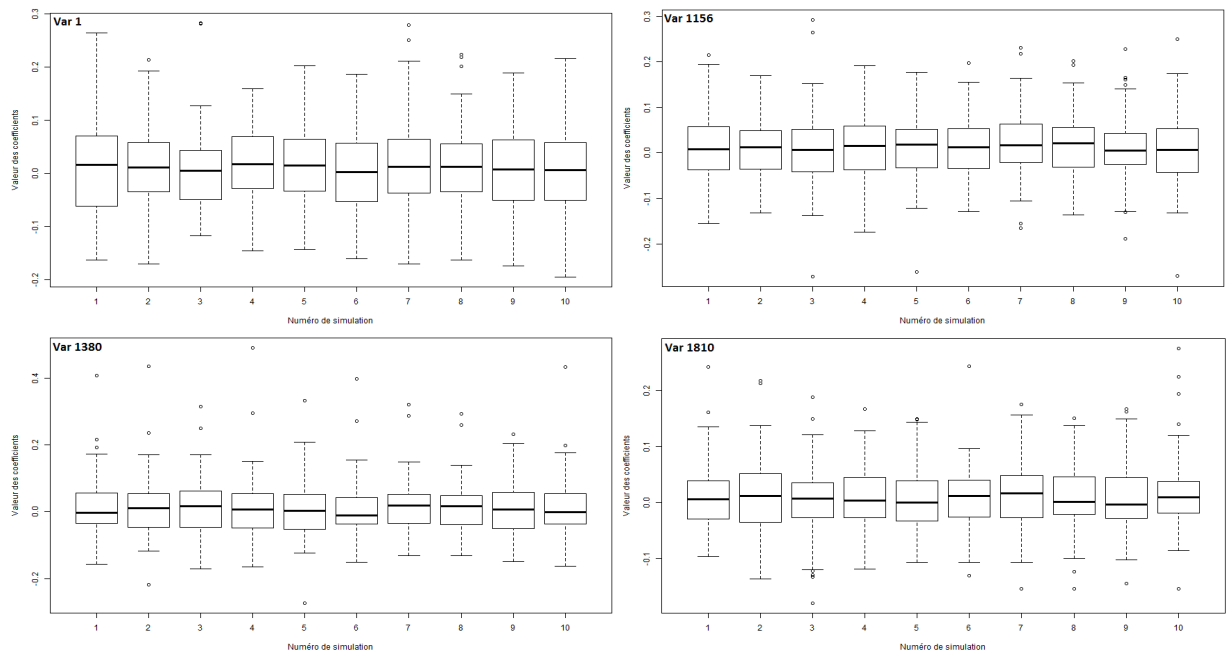 Var 1
0.3
0.2
0.1
0.0
-0.1
-0.2
Valeur des coefficients
1 2 3 4 5 6 7 8 9 10
Numéro de simulation
Var 1156
0.3
0.2
0.1
0.0
-0.1
-0.2
Valeur des coefficients
1 2 3 4 5 6 7 8 9 10
Numéro de simulation
Var 1380
0.4
0.2
0.0
-0.2
Valeur des coefficients
1 2 3 4 5 6 7 8 9 10
Numéro de simulation
Var 1810
0.2
0.1
0.0
-0.1
Valeur des coefficients
1 2 3 4 5 6 7 8 9 10
Numéro de simulation